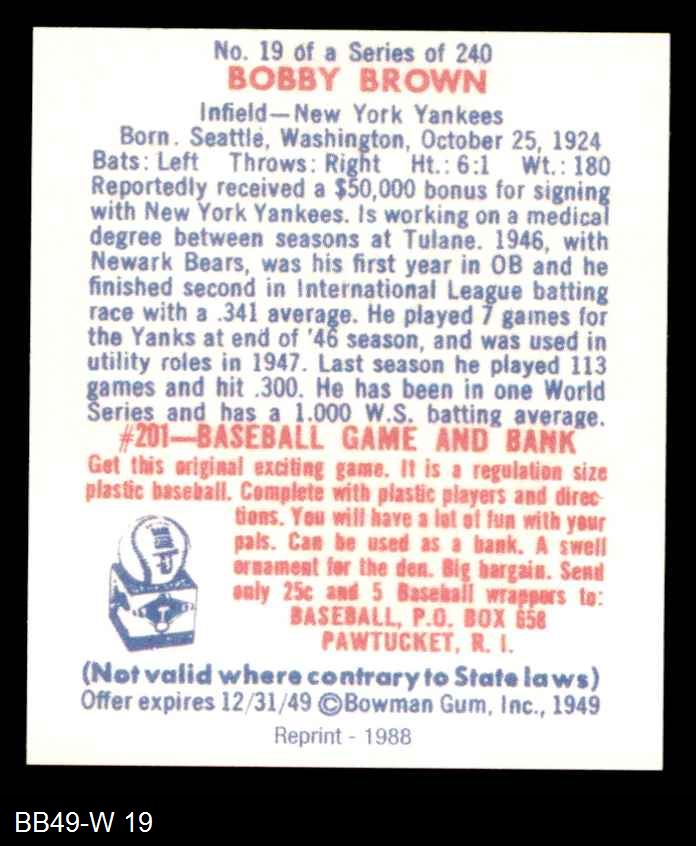 No. 19 of a Series of 240
BOBBY BROWN
Infield—New York Yankees
Born. Seattle, Washington, October 25, 1924
Bats: Left Throws: Right Ht.: 6:1 Wt.: 180
Reportedly received a $50,000 bonus for signing
with New York Yankees. Is working on a medical
degree between seasons at Tulane. 1946, with
Newark Bears, was his first year in OB and he
finished second in International League batting
race with a .341 average. He played 7 games for
the Yanks at end of '46 season, and was used in
utility roles in 1947. Last season he played 113
games and hit .300. He has been in one World
Series and has a 1.000 W.S. batting average.
#201—BASEBALL GAME AND BANK
Get this original exciting game. It is a regulation size
plastic baseball. Complete with plastic players and direc-
tions. You will have a lot of fun with your
pals. Can be used as a bank. A swell
ornament for the den. Big bargain. Send
only 25c and 5 Baseball wrappers to:
BASEBALL, P.O. BOX 658
PAWTUCKET, R. I.
(Not valid where contrary to State laws)
Offer expires 12/31/49 ©Bowman Gum, Inc., 1949
Reprint - 1988
BB49-W 19